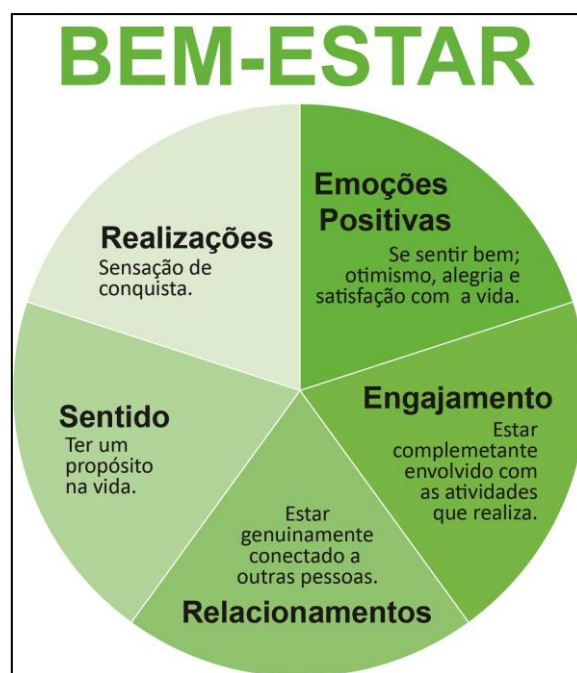 BEM-ESTAR
Emoções
Positivas
Se sentir bem;
otimismo, alegria e
satisfação com a vida.
Engajamento
Estar
complemetante
envolvido com
as atividades
que realiza.
Estar
genuinamente
conectado a
outras pessoas.
Relacionamentos
Sentido
Ter um
propósito
na vida.
Realizações
Sensação de
conquista.